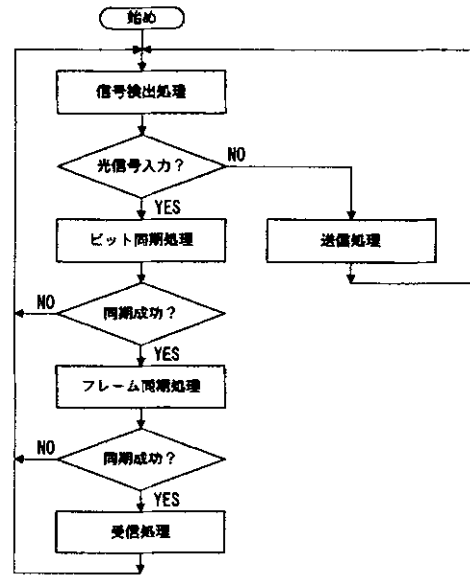 始め
信号検出処理
光信号入力？
NO
YES
ビット同期処理
送信処理
同期成功？
NO
YES
フレーム同期処理
同期成功？
NO
YES
受信処理